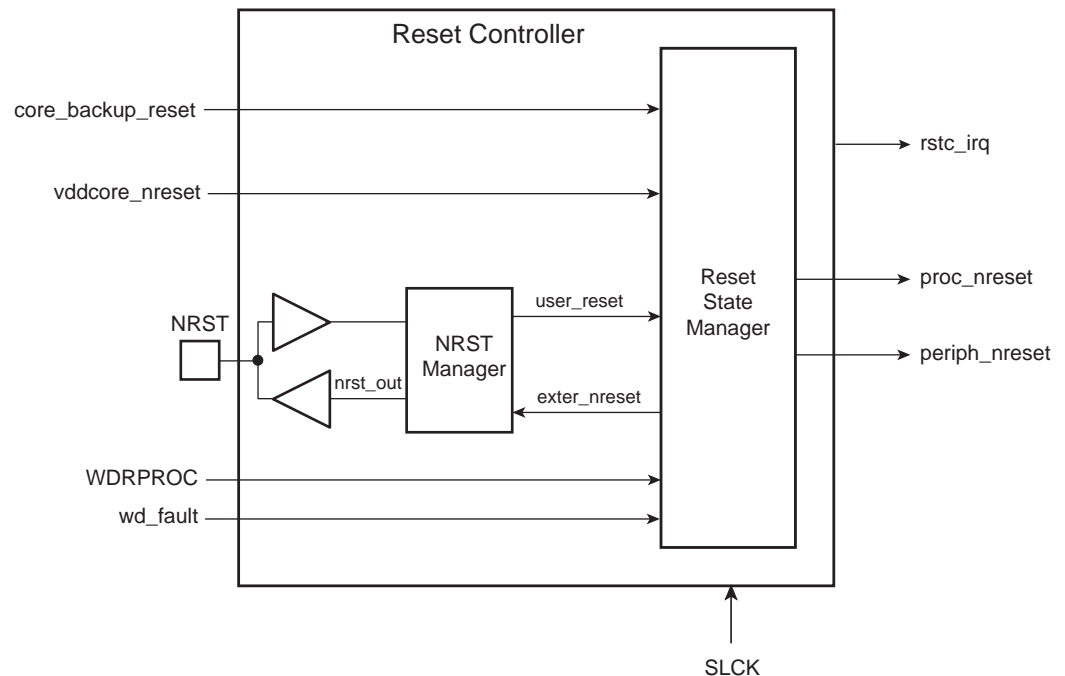 Reset Controller
core_backup_reset
rstc_irq
vddcore_nreset
Reset
State
Manager
proc_nreset
user_reset
NRST
NRST
Manager
periph_nreset
nrst_out
exter_nreset
WDRPROC
wd_fault
SLCK